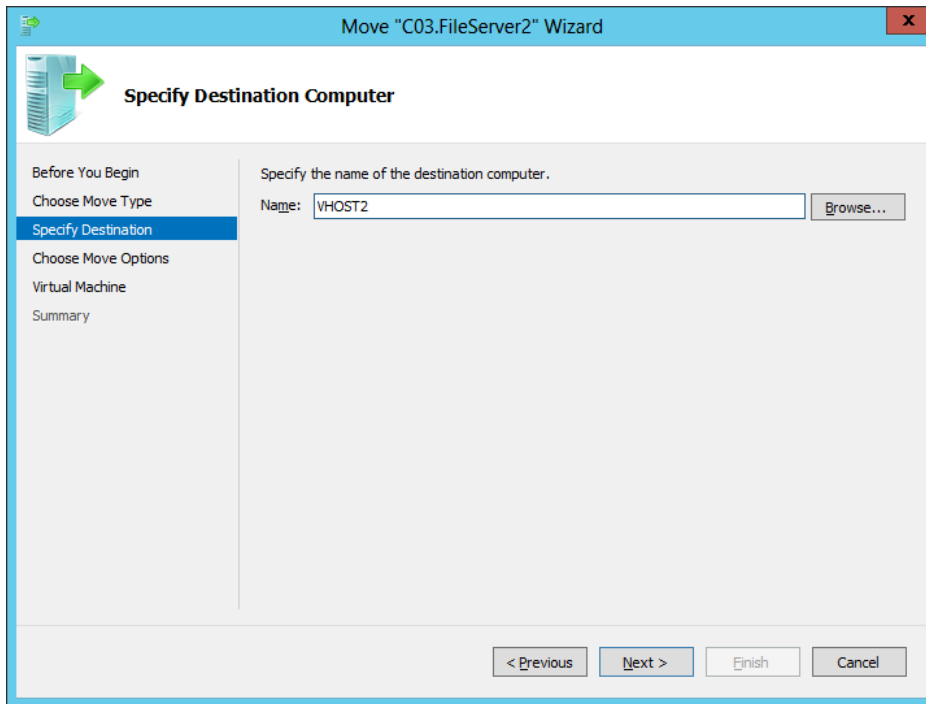 Move "C03.FileServer2" Wizard
x
Specify Destination Computer
Before You Begin
Choose Move Type
Specify Destination
Choose Move Options
Virtual Machine
Summary
Specify the name of the destination computer.
Name: VHOST2 Browse...
< Previous Next > Finish Cancel